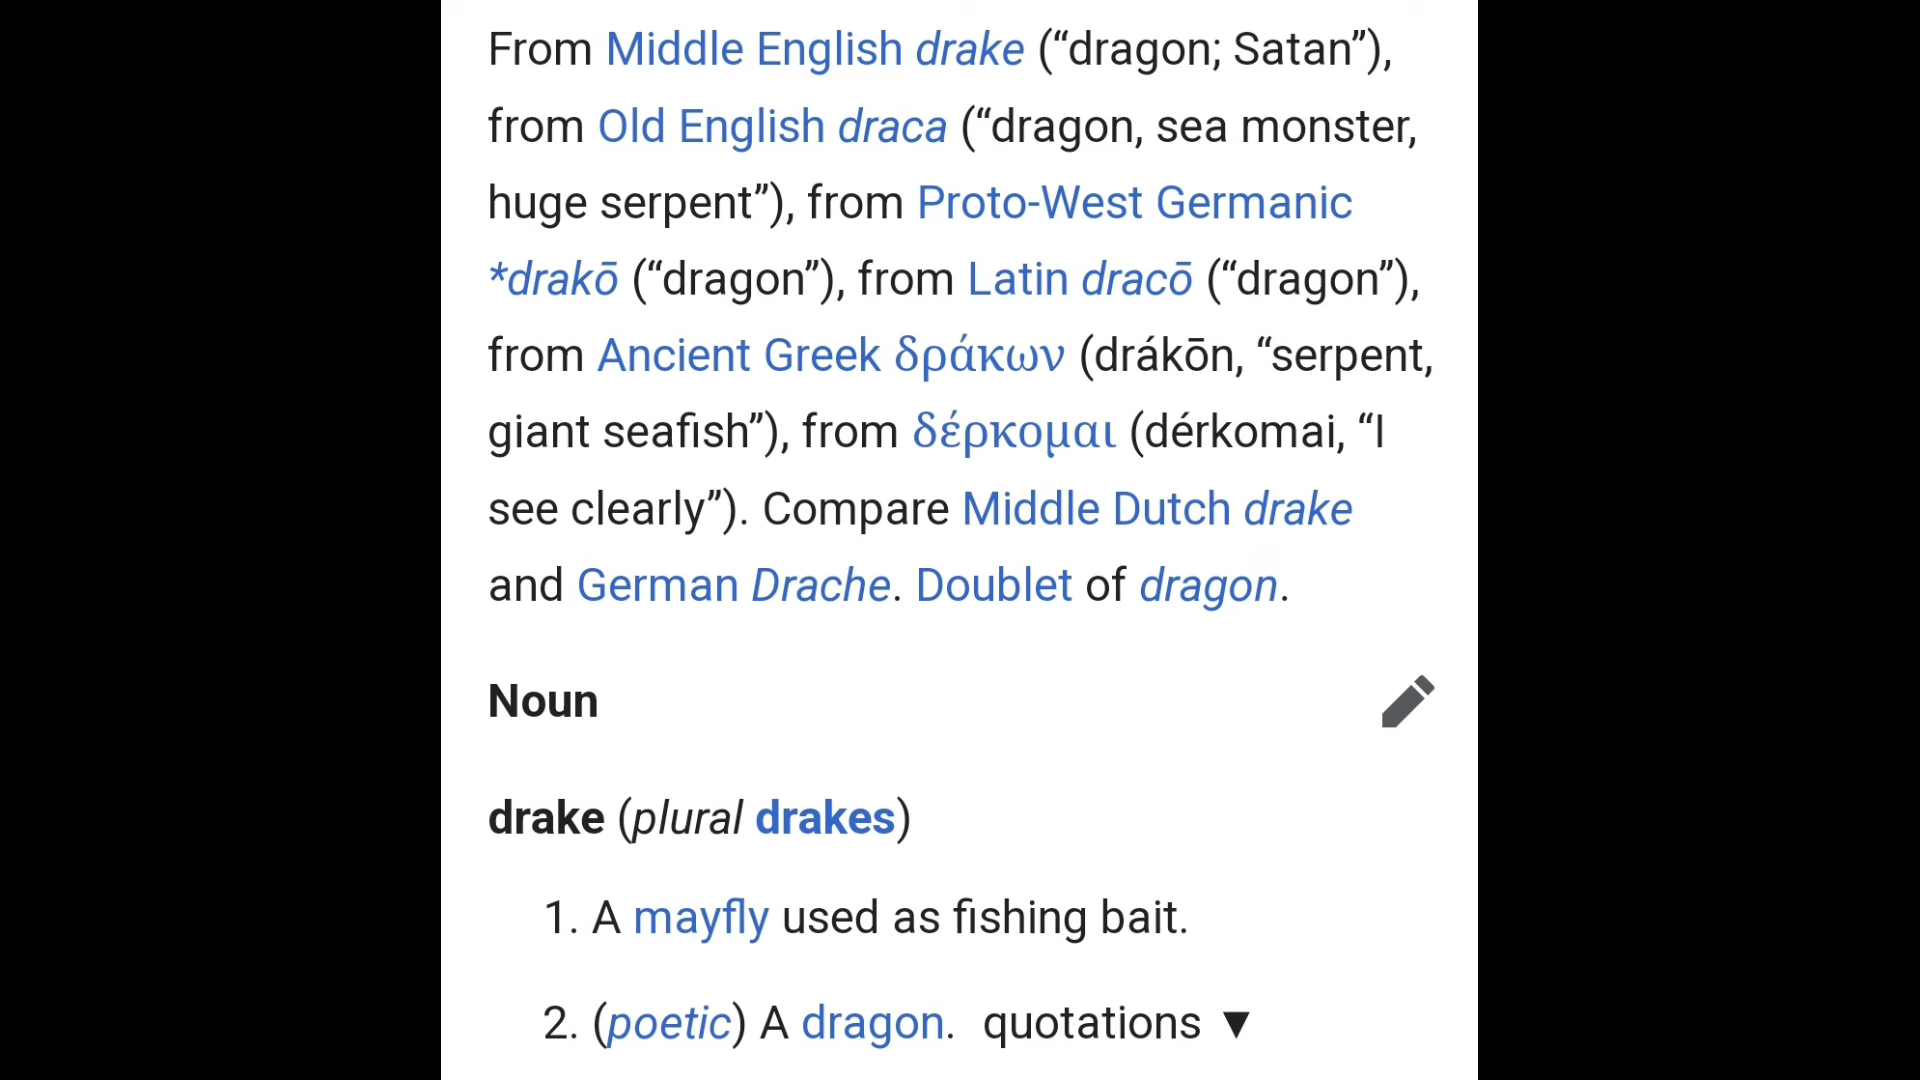 From Middle English drake (“dragon; Satan”),
from Old English draca (“dragon, sea monster,
huge serpent”), from Proto-West Germanic
*drakō (“dragon”), from Latin dracō (“dragon”),
from Ancient Greek δράκων (drákōn, “serpent,
giant seafish”), from δέρκομαι (dérkomai, “I
see clearly”). Compare Middle Dutch drake
and German Drache. Doublet of dragon.
Noun
drake (plural drakes)
1. A mayfly used as fishing bait.
2. (poetic) A dragon. quotations ▼